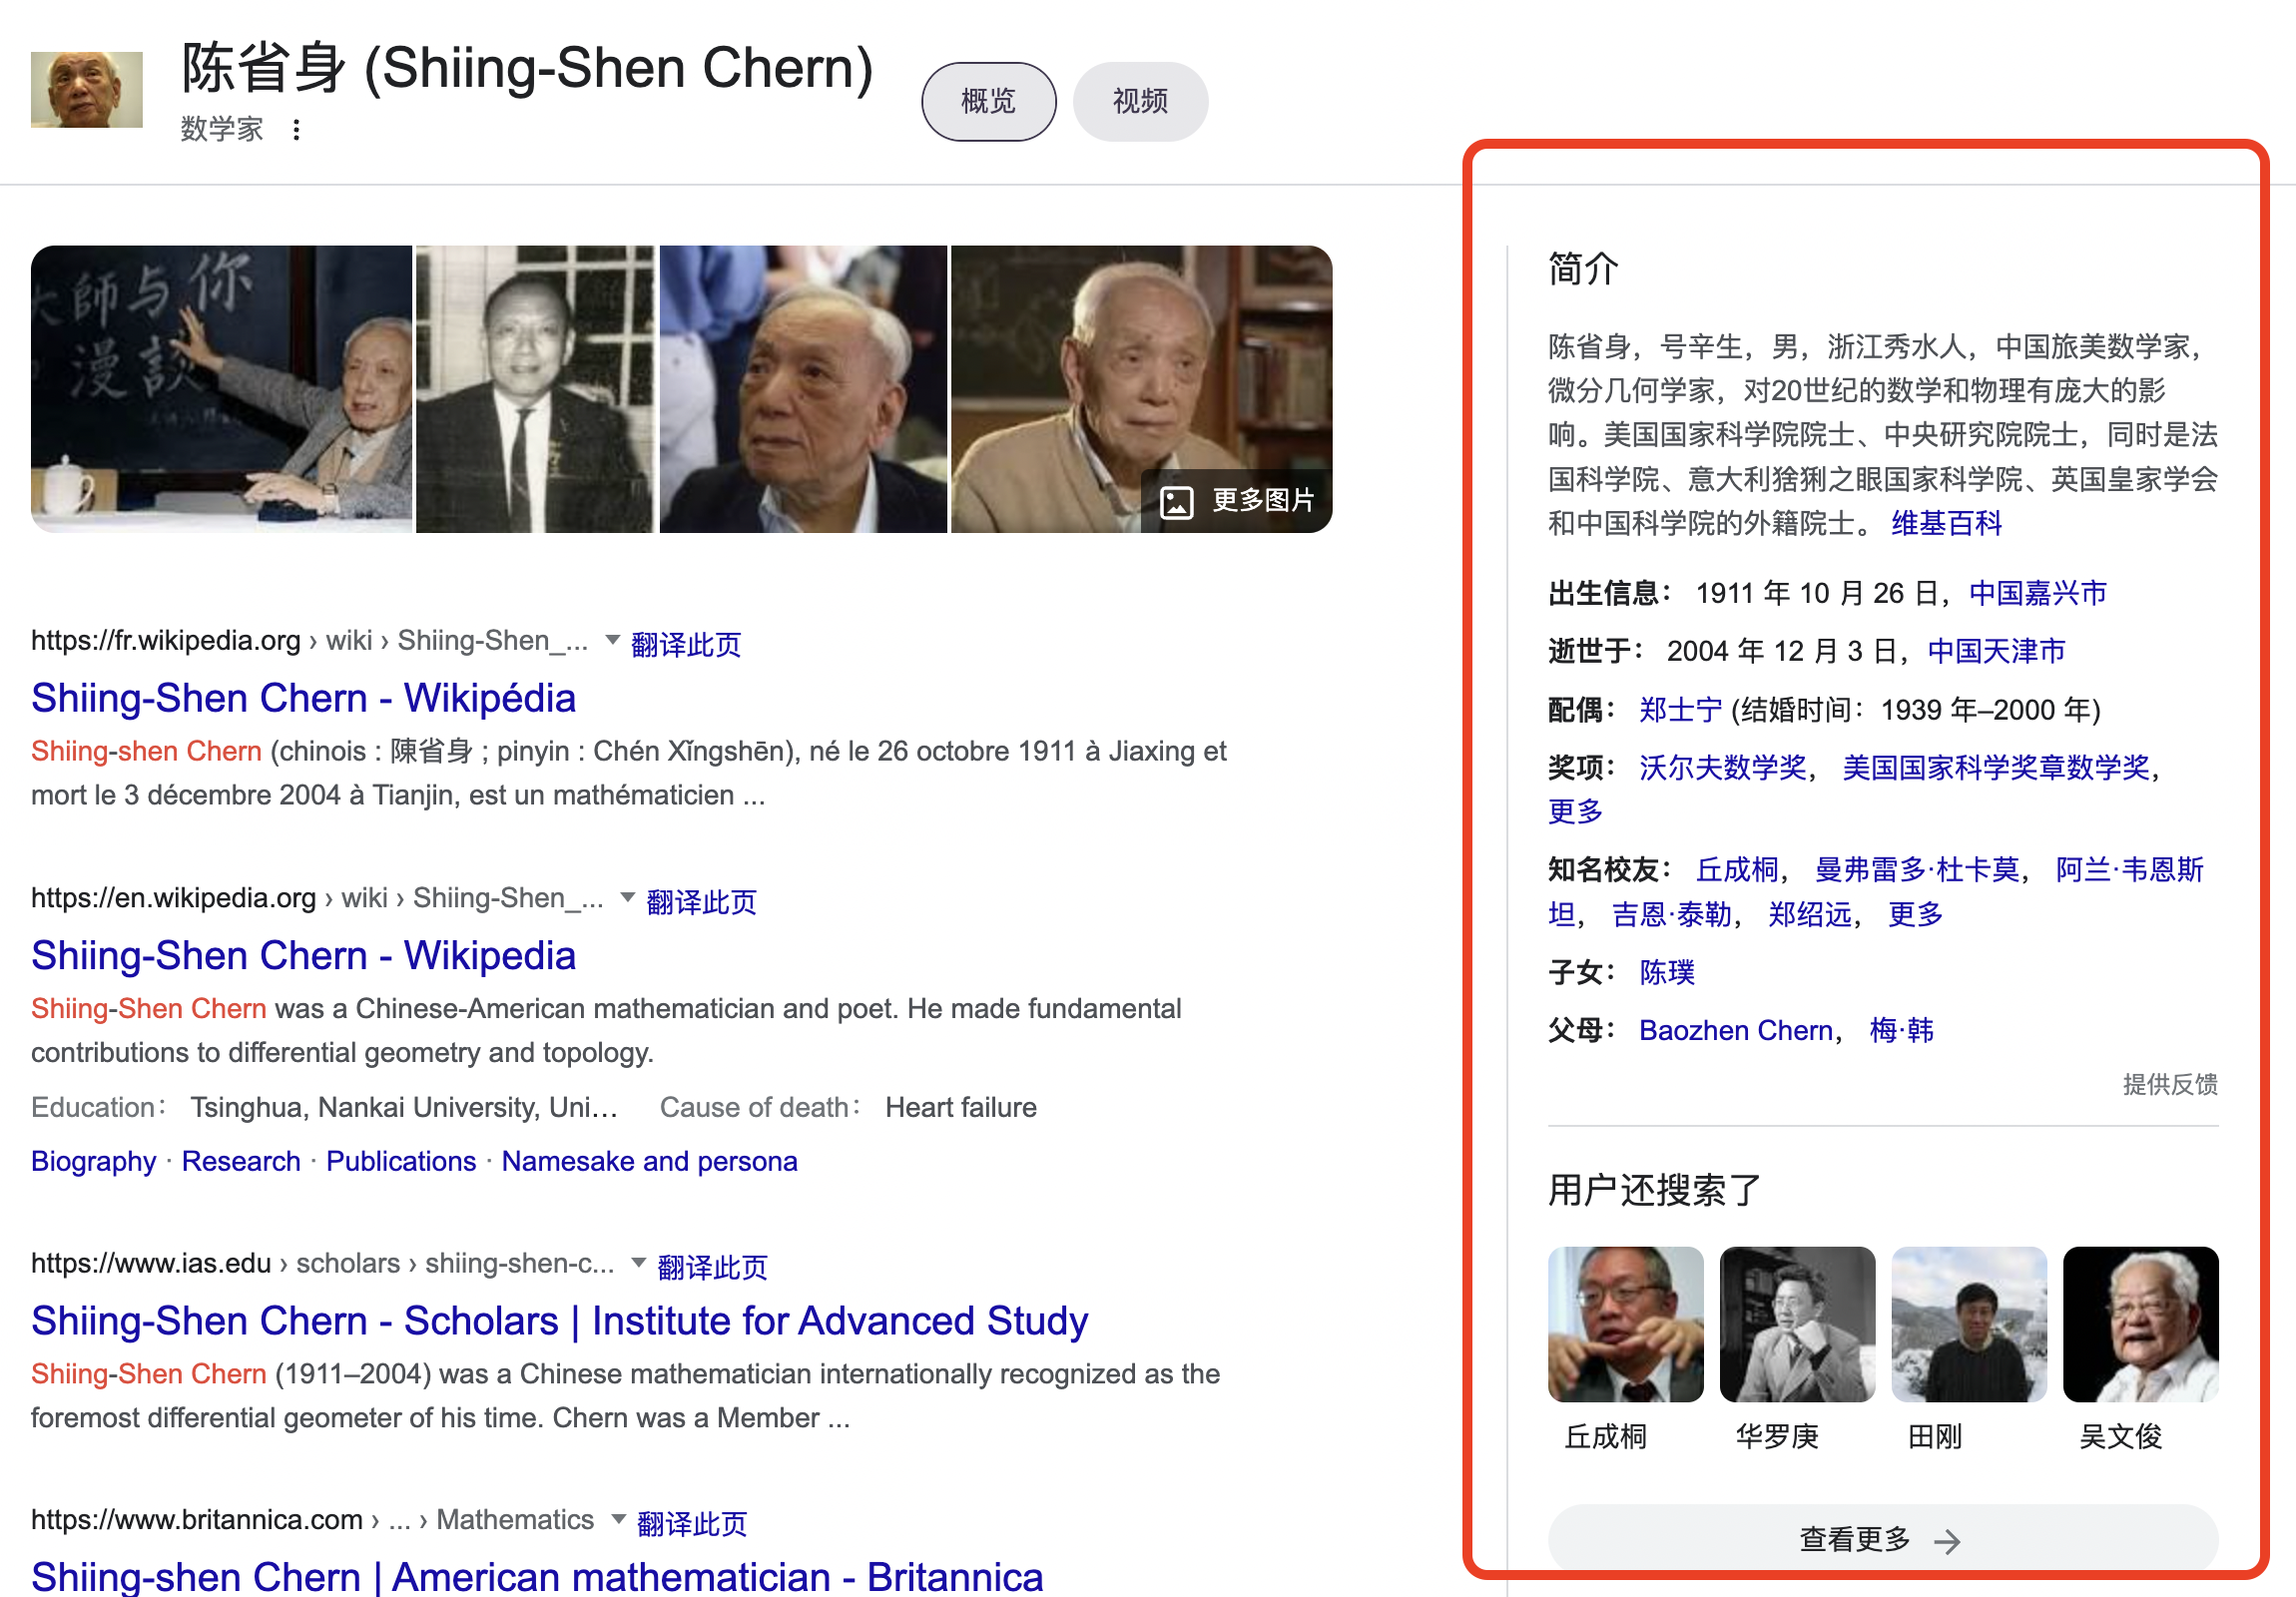 陈省身 (Shiing-Shen Chern)
数学家
概览
视频
大師与你
漫談
更多图片
https://fr.wikipedia.org › wiki › Shiing-Shen_... 翻译此页
Shiing-Shen Chern - Wikipédia
Shiing-shen Chern (chinois : 陳省身 ; pinyin : Chén Xǐngshēn), né le 26 octobre 1911 à Jiaxing et
mort le 3 décembre 2004 à Tianjin, est un mathématicien ...
https://en.wikipedia.org › wiki › Shiing-Shen_... 翻译此页
Shiing-Shen Chern - Wikipedia
Shiing-Shen Chern was a Chinese-American mathematician and poet. He made fundamental
contributions to differential geometry and topology.
Education： Tsinghua, Nankai University, Uni… Cause of death： Heart failure
Biography · Research · Publications · Namesake and persona
https://www.ias.edu › scholars › shiing-shen-c... 翻译此页
Shiing-Shen Chern - Scholars | Institute for Advanced Study
Shiing-Shen Chern (1911–2004) was a Chinese mathematician internationally recognized as the
foremost differential geometer of his time. Chern was a Member ...
https://www.britannica.com › ... › Mathematics 翻译此页
Shiing-shen Chern | American mathematician - Britannica
简介
陈省身，号辛生，男，浙江秀水人，中国旅美数学家，
微分几何学家，对20世纪的数学和物理有庞大的影
响。美国国家科学院院士、中央研究院院士，同时是法
国科学院、意大利猞猁之眼国家科学院、英国皇家学会
和中国科学院的外籍院士。 维基百科
出生信息： 1911 年 10 月 26 日，中国嘉兴市
逝世于： 2004 年 12 月 3 日，中国天津市
配偶： 郑士宁 (结婚时间：1939 年–2000 年)
奖项： 沃尔夫数学奖， 美国国家科学奖章数学奖，
更多
知名校友： 丘成桐， 曼弗雷多·杜卡莫， 阿兰·韦恩斯
坦， 吉恩·泰勒， 郑绍远， 更多
子女： 陈璞
父母： Baozhen Chern， 梅·韩
提供反馈
用户还搜索了
丘成桐
华罗庚
田刚
吴文俊
查看更多 →